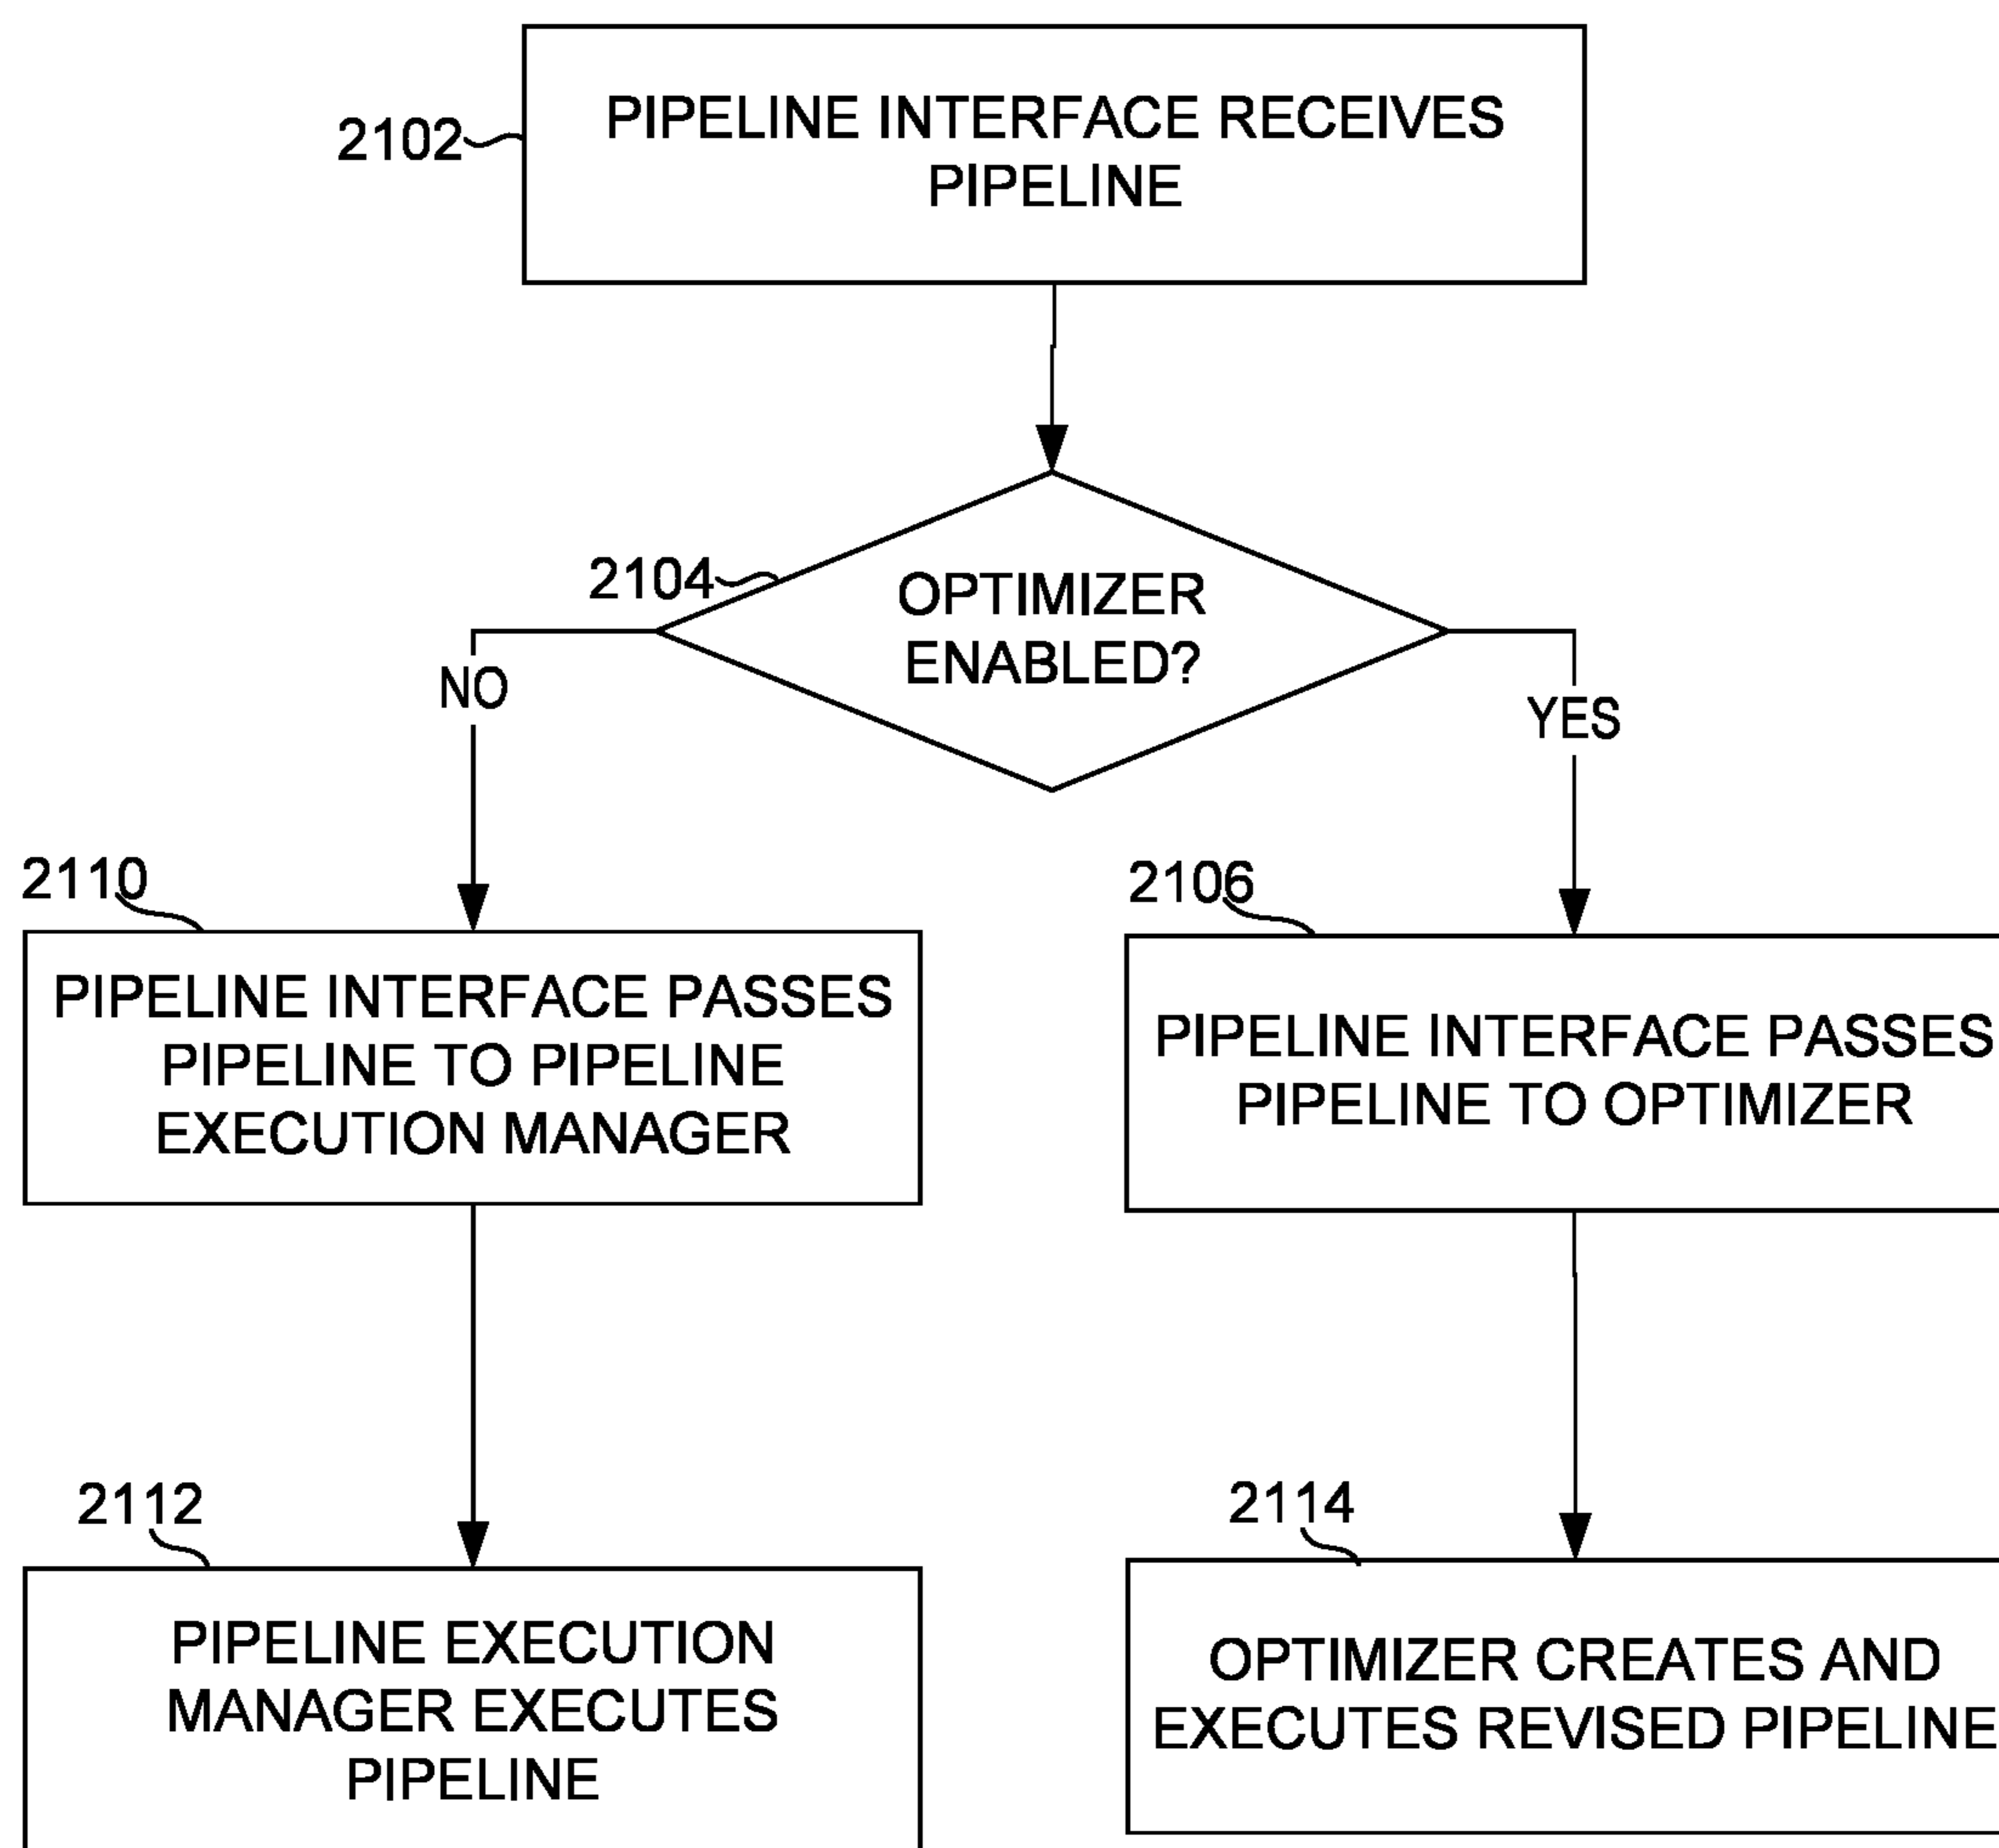 2102
PIPELINE INTERFACE RECEIVES
PIPELINE
2104
OPTIMIZER
ENABLED?
NO
YES
2110
PIPELINE INTERFACE PASSES
PIPELINE TO PIPELINE
EXECUTION MANAGER
2106
PIPELINE INTERFACE PASSES
PIPELINE TO OPTIMIZER
2112
PIPELINE EXECUTION
MANAGER EXECUTES
PIPELINE
2114
OPTIMIZER CREATES AND
EXECUTES REVISED PIPELINE